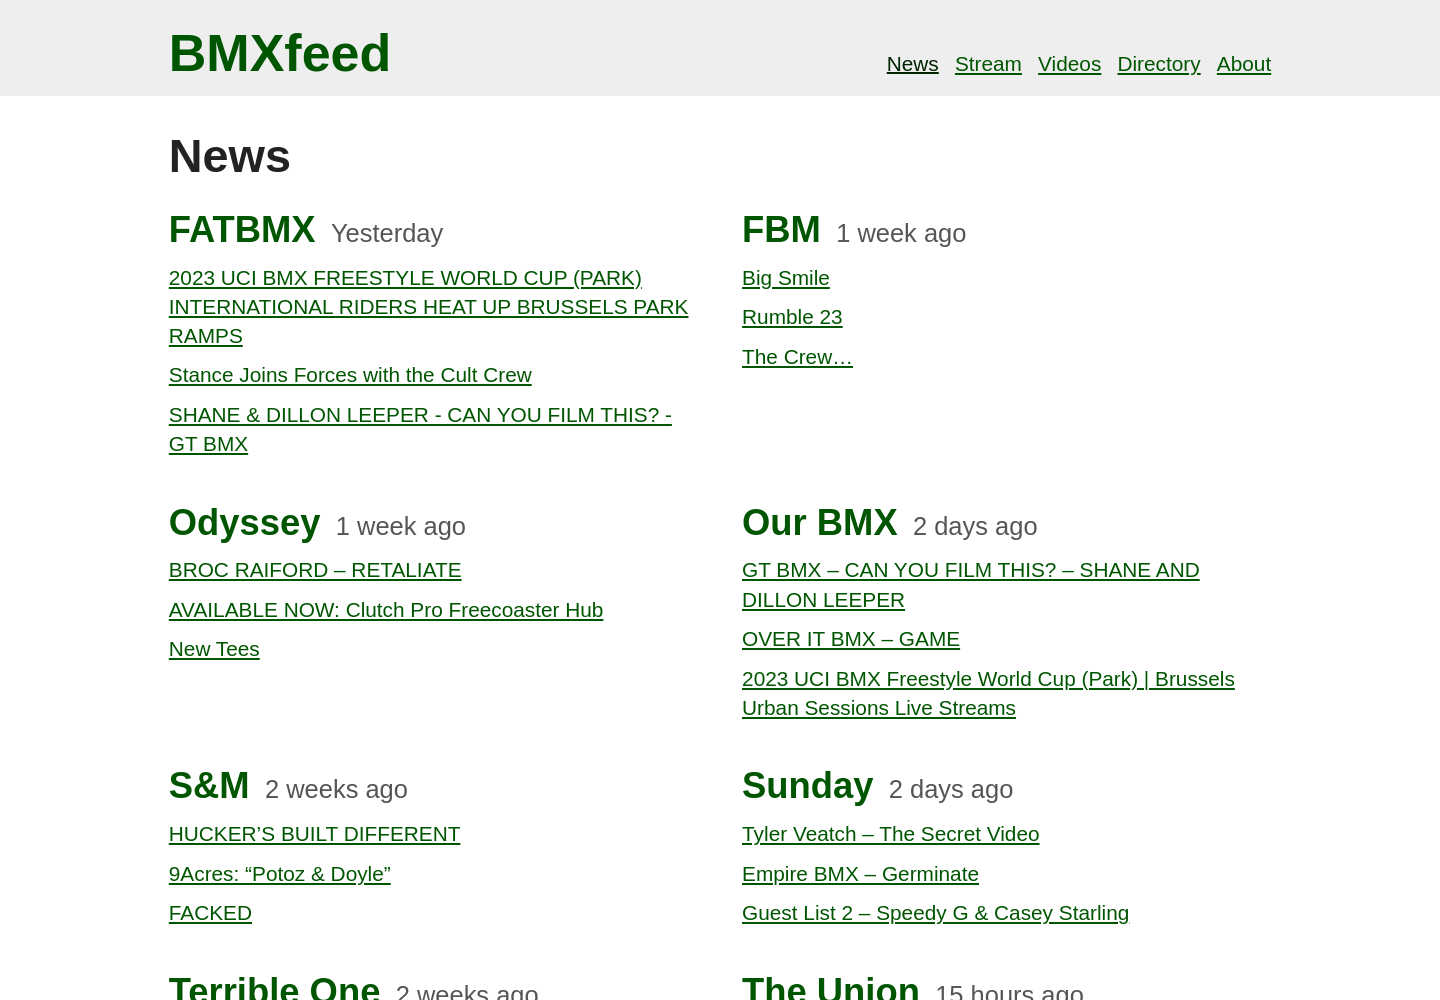 BMXfeed
News Stream Videos Directory About
News
FATBMX Yesterday
2023 UCI BMX FREESTYLE WORLD CUP (PARK)
INTERNATIONAL RIDERS HEAT UP BRUSSELS PARK
RAMPS
Stance Joins Forces with the Cult Crew
SHANE & DILLON LEEPER - CAN YOU FILM THIS? -
GT BMX
FBM 1 week ago
Big Smile
Rumble 23
The Crew…
Odyssey 1 week ago
BROC RAIFORD – RETALIATE
AVAILABLE NOW: Clutch Pro Freecoaster Hub
New Tees
Our BMX 2 days ago
GT BMX – CAN YOU FILM THIS? – SHANE AND
DILLON LEEPER
OVER IT BMX – GAME
2023 UCI BMX Freestyle World Cup (Park) | Brussels
Urban Sessions Live Streams
S&M 2 weeks ago
HUCKER’S BUILT DIFFERENT
9Acres: “Potoz & Doyle”
FACKED
Sunday 2 days ago
Tyler Veatch – The Secret Video
Empire BMX – Germinate
Guest List 2 – Speedy G & Casey Starling
Terrible One 2 weeks ago
The Union 15 hours ago